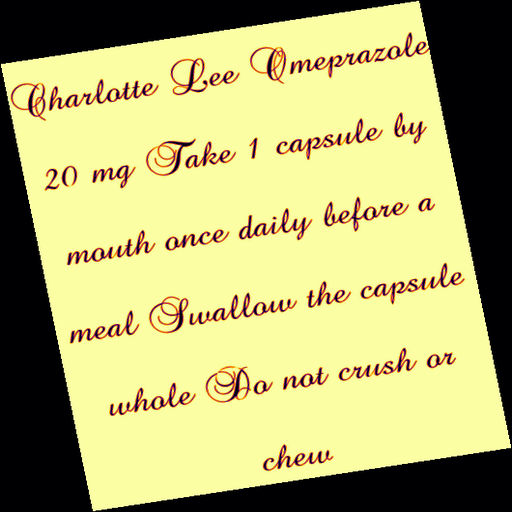 Charlotte Lee Omeprazole
20 mg Take 1 capsule by
mouth once daily before a
meal Swallow the capsule
whole Do not crush or
chew